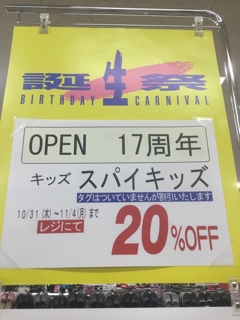 誕生祭
BIRTHDAY CARNIVAL
OPEN 17周年
キッズ スパイキッズ
タグはついていませんが割引いたします
10/31(木)~11/4(月)まで
レジにて
20%OFF